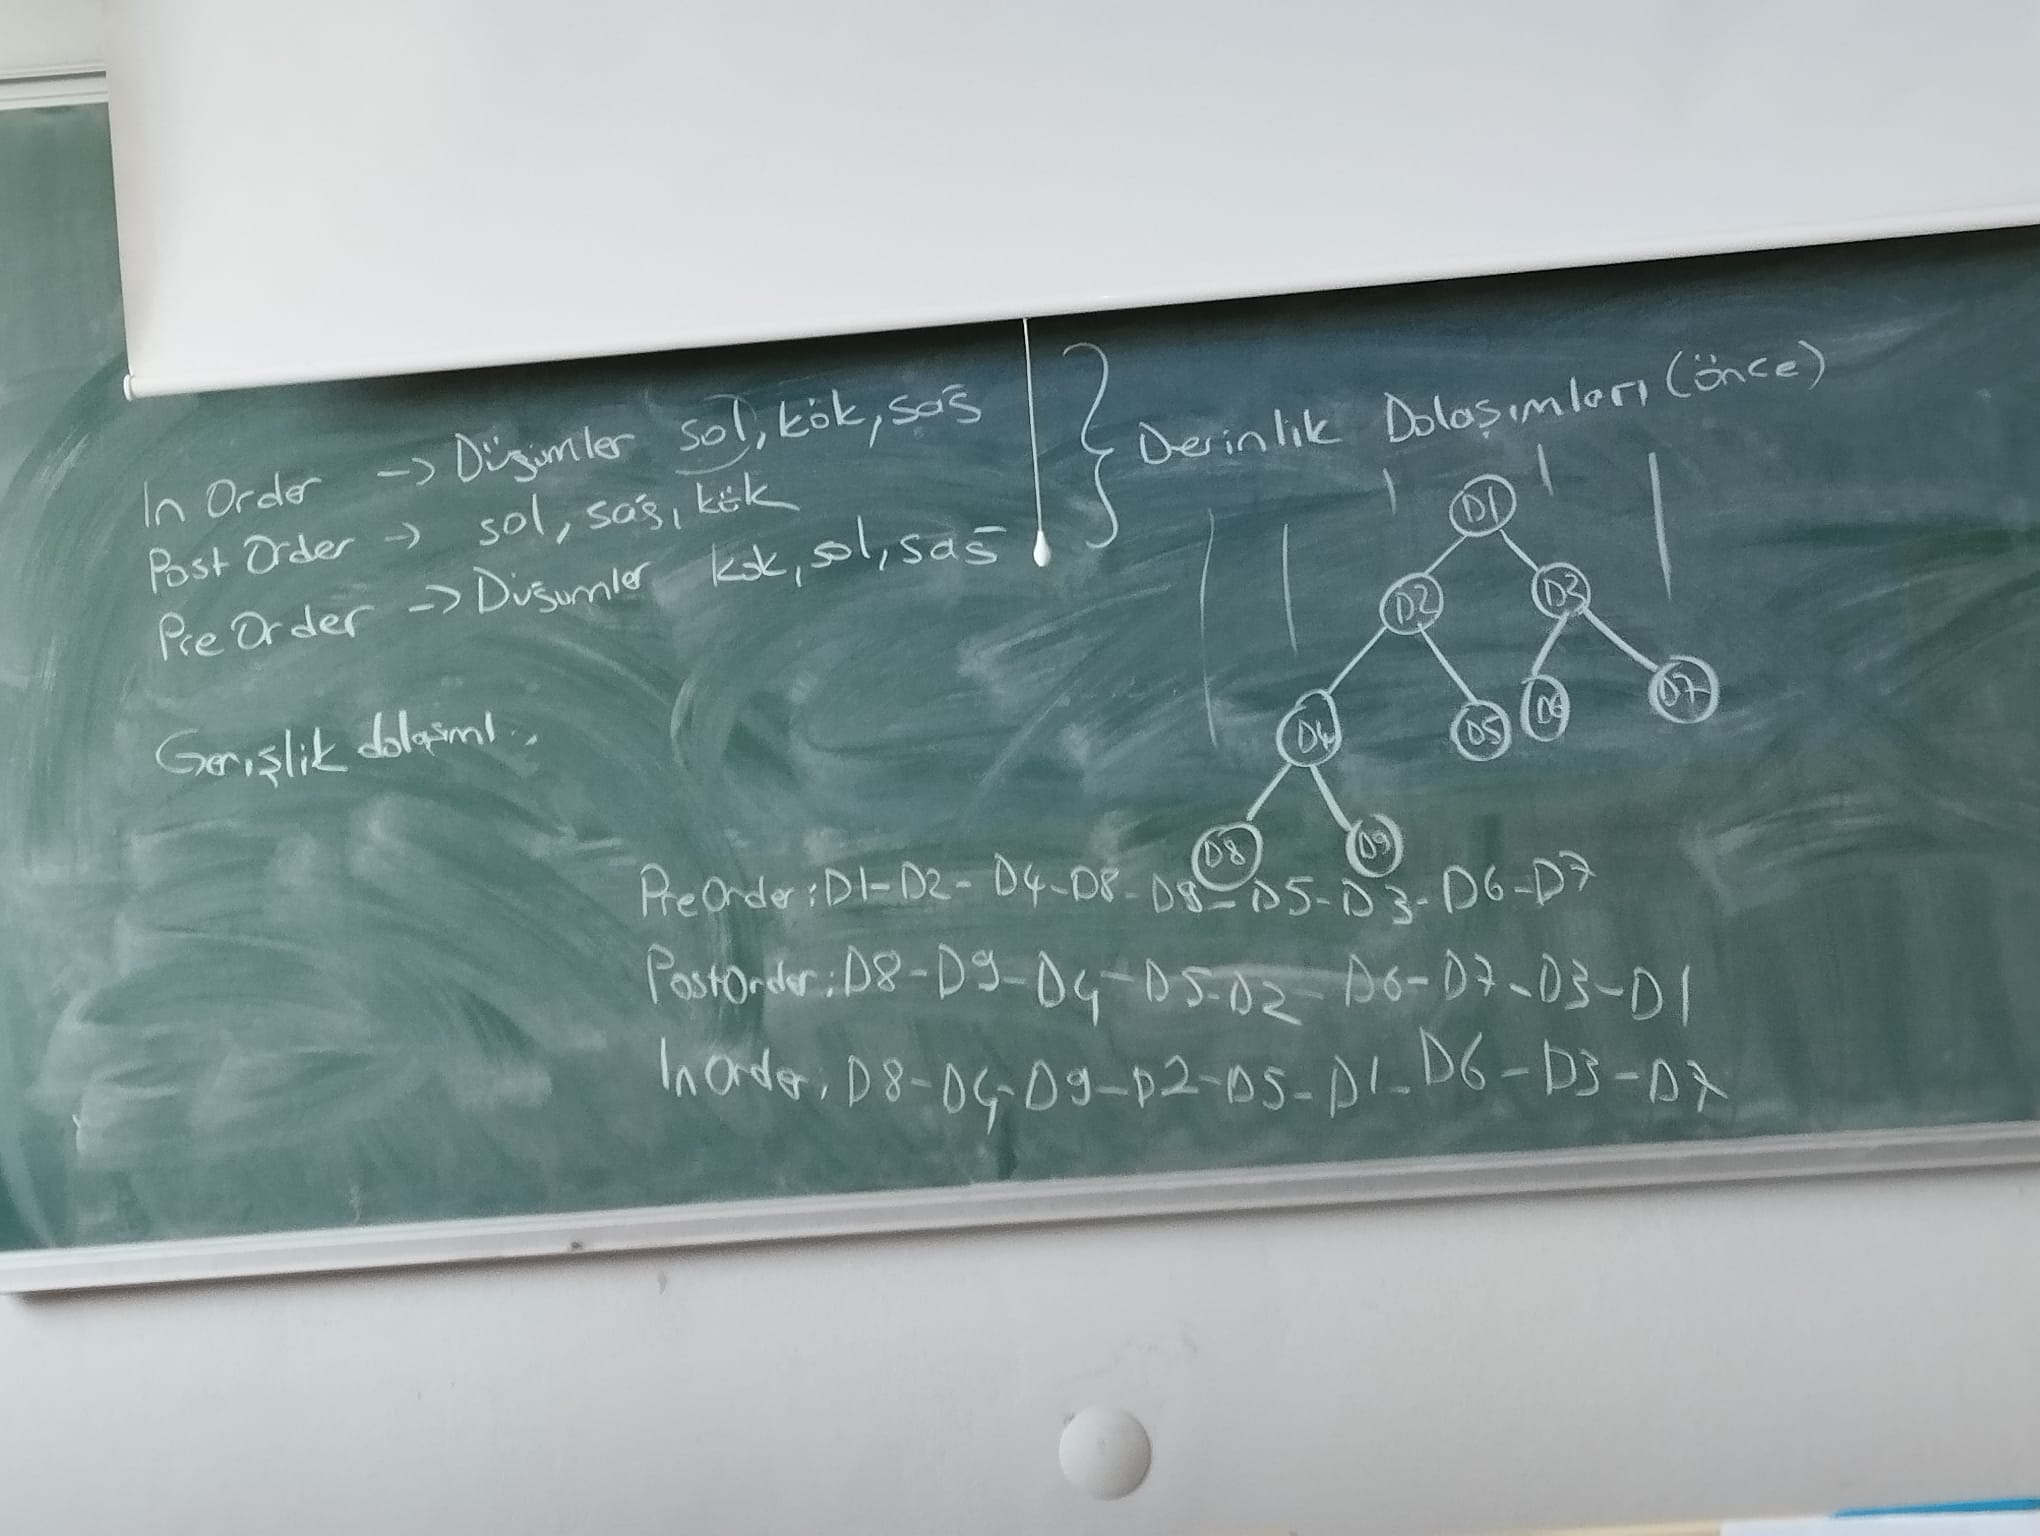 In Order -> Düğümler sol, kök, sağ
Post Order -> sol, sağ, kök
Pre Order -> Düğümler kök, sol, sağ
Derinlik Dolaşımları (önce)
Genişlik dolaşımı
D1
D2
D3
D4
D5
D6
D7
D8
D9
PreOrder: D1-D2-D4-D8-D9-D5-D3-D6-D7
PostOrder: D8-D9-D4-D5-D2-D6-D7-D3-D1
InOrder: D8-D4-D9-D2-D5-D1-D6-D3-D7